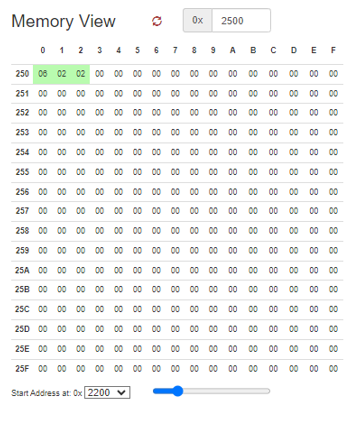 Memory View 0x 2500
0 1 2 3 4 5 6 7 8 9 A B C D E F
250 06 02 02 00 00 00 00 00 00 00 00 00 00 00 00 00
251 00 00 00 00 00 00 00 00 00 00 00 00 00 00 00 00
252 00 00 00 00 00 00 00 00 00 00 00 00 00 00 00 00
253 00 00 00 00 00 00 00 00 00 00 00 00 00 00 00 00
254 00 00 00 00 00 00 00 00 00 00 00 00 00 00 00 00
255 00 00 00 00 00 00 00 00 00 00 00 00 00 00 00 00
256 00 00 00 00 00 00 00 00 00 00 00 00 00 00 00 00
257 00 00 00 00 00 00 00 00 00 00 00 00 00 00 00 00
258 00 00 00 00 00 00 00 00 00 00 00 00 00 00 00 00
259 00 00 00 00 00 00 00 00 00 00 00 00 00 00 00 00
25A 00 00 00 00 00 00 00 00 00 00 00 00 00 00 00 00
25B 00 00 00 00 00 00 00 00 00 00 00 00 00 00 00 00
25C 00 00 00 00 00 00 00 00 00 00 00 00 00 00 00 00
25D 00 00 00 00 00 00 00 00 00 00 00 00 00 00 00 00
25E 00 00 00 00 00 00 00 00 00 00 00 00 00 00 00 00
25F 00 00 00 00 00 00 00 00 00 00 00 00 00 00 00 00
Start Address at: 0x 2200